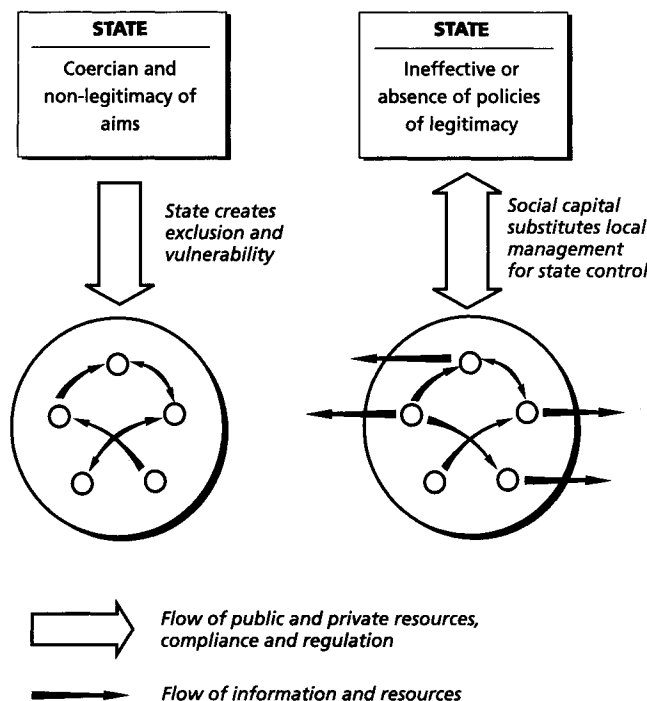 STATE
Coercian and
non-legitimacy of
aims
STATE
Ineffective or
absence of policies
of legitimacy
State creates
exclusion and
vulnerability
Social capital
substitutes local
management
for state control
Flow of public and private resources,
compliance and regulation
Flow of information and resources